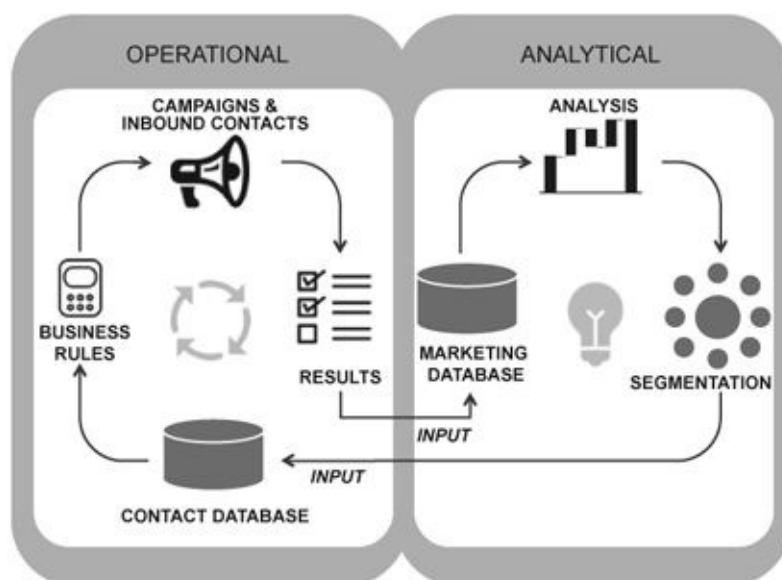 OPERATIONAL
CAMPAIGNS &
INBOUND CONTACTS
BUSINESS
RULES
RESULTS
INPUT
CONTACT DATABASE
ANALYTICAL
ANALYSIS
MARKETING
DATABASE
SEGMENTATION
INPUT